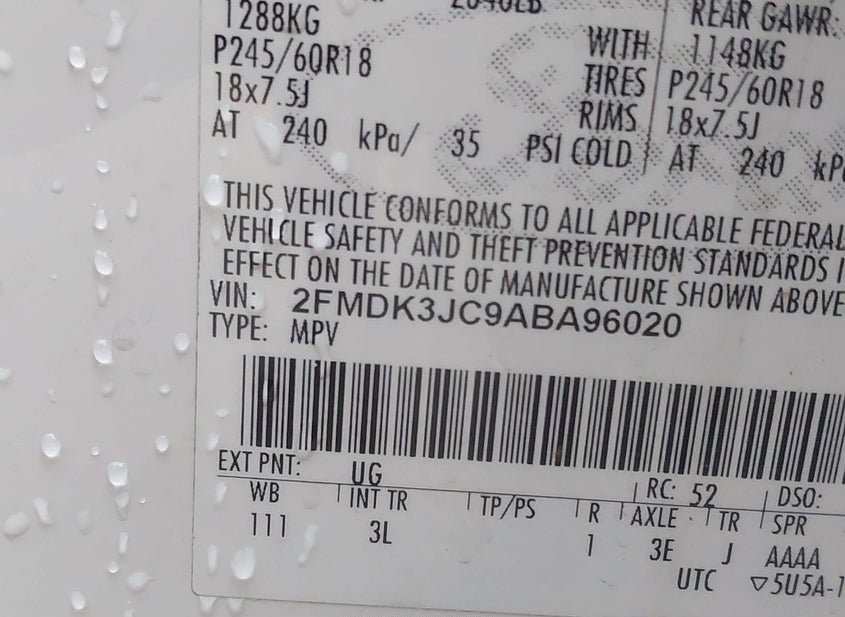 1288KG REAR GAWR:
P245/60R18 WITH 1148KG
18x7.5J TIRES P245/60R18
RIMS 18x7.5J
AT 240 kPa/ 35 PSI COLD AT 240
THIS VEHICLE CONFORMS TO ALL APPLICABLE FEDERAL
VEHICLE SAFETY AND THEFT PREVENTION STANDARDS
EFFECT ON THE DATE OF MANUFACTURE SHOWN ABOVE
VIN: 2FMDK3JC9ABA96020
TYPE: MPV
EXT PNT: UG RC: 52 DSO:
WB INT TR TP/PS R AXLE TR SPR
111 3L 1 3E J AAAA
UTC ▽5U5A-1